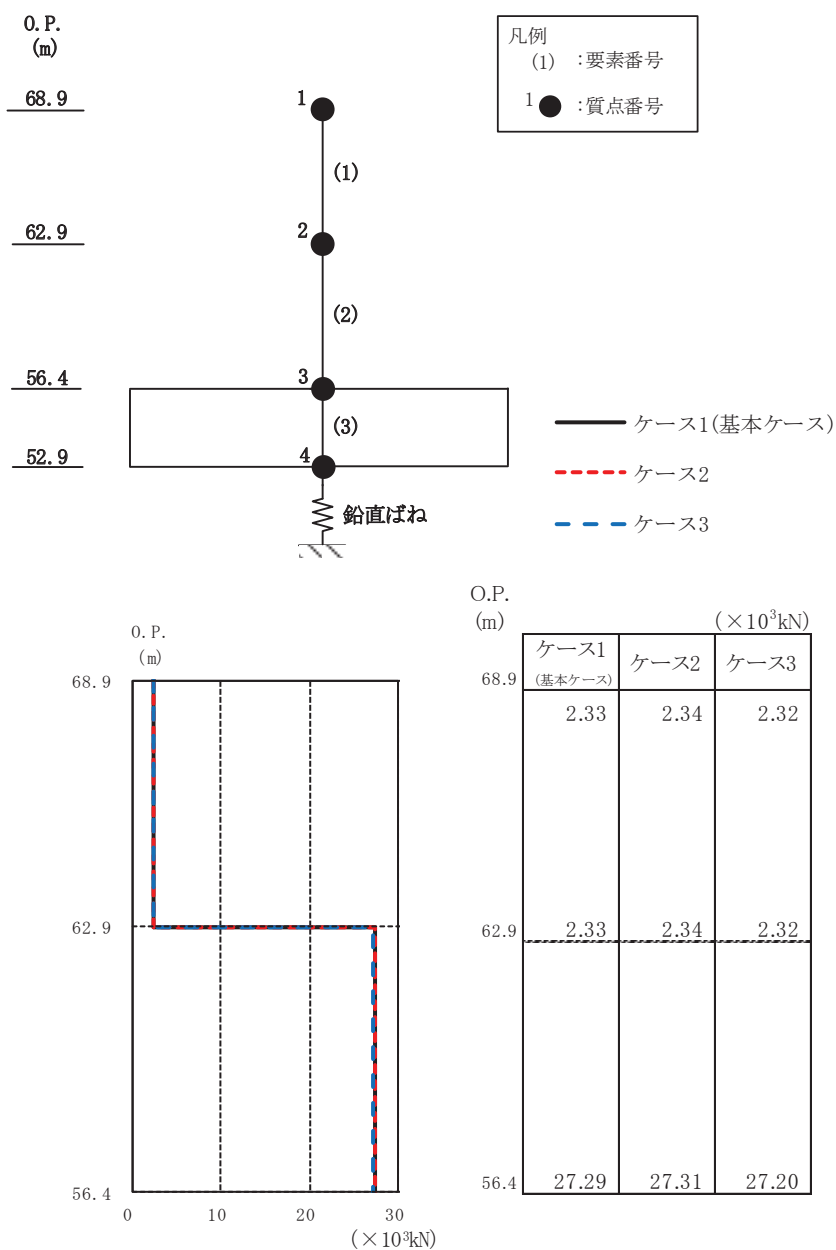 O.P.
(m)
68.9
62.9
56.4
52.9
1
(1)
2
(2)
3
(3)
4
鉛直ばね
凡例
(1) :要素番号
1 :質点番号
ケース1(基本ケース)
ケース2
ケース3
O.P.
(m)
68.9
62.9
56.4
0 10 20 30
(×10³kN)
O.P.
(m)
(×10³kN)
ケース1
(基本ケース)
ケース2 ケース3
68.9
2.33 2.34 2.32
62.9 2.33 2.34 2.32
56.4 27.29 27.31 27.20